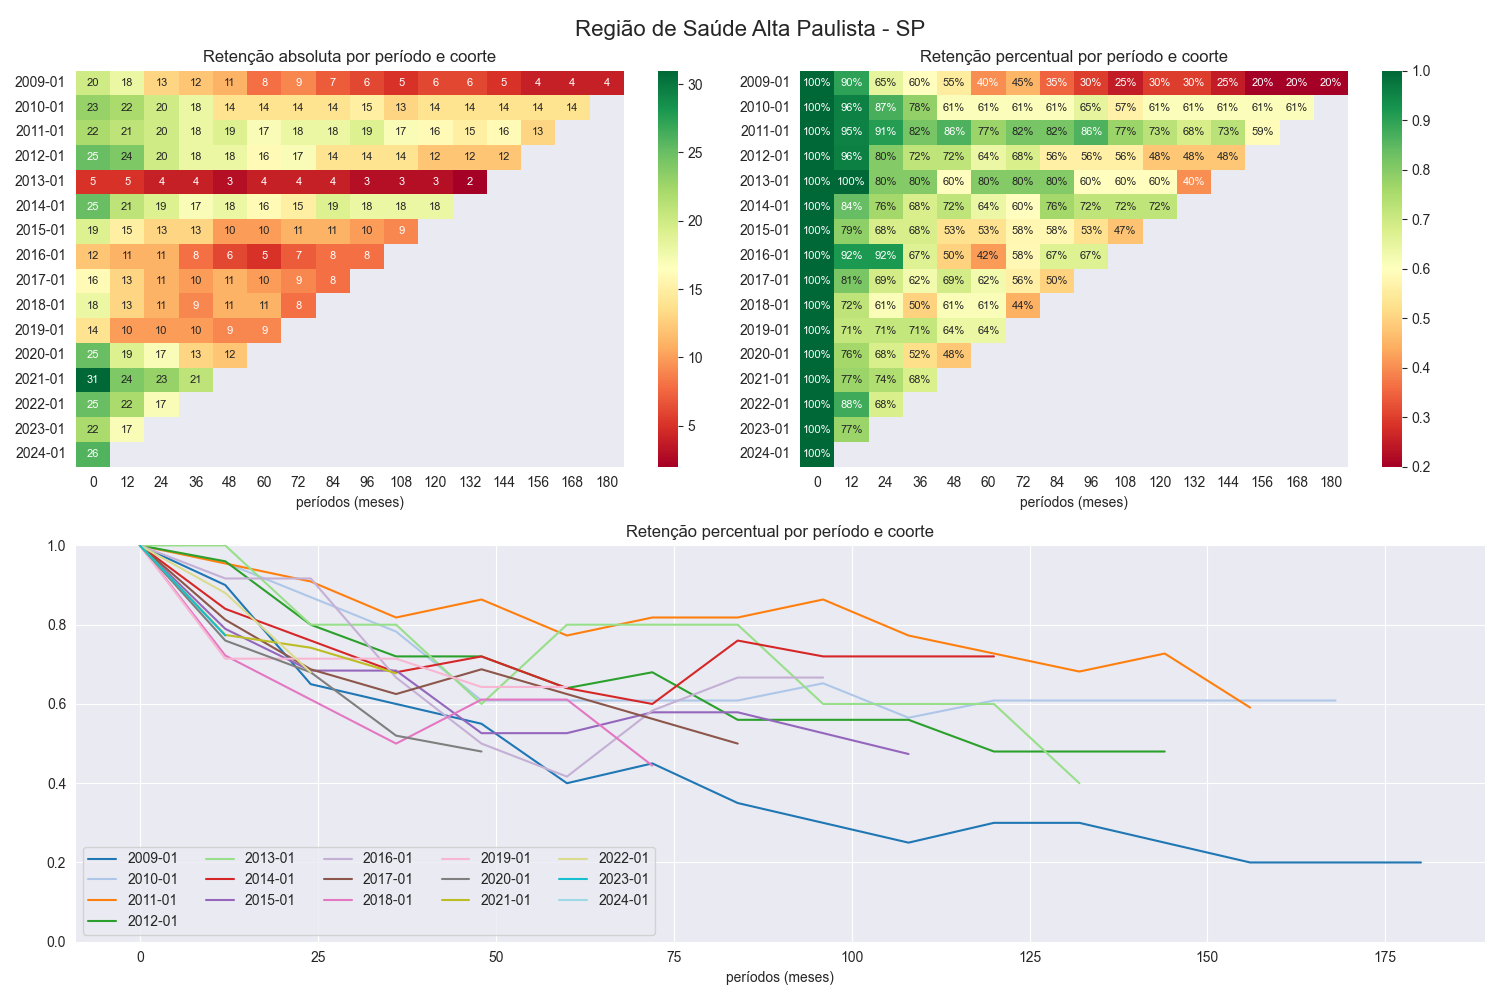 Região de Saúde Alta Paulista - SP
Retenção absoluta por período e coorte
2009-01 20 18 13 12 11 8 9 7 6 5 6 6 5 4 4 4
2010-01 23 22 20 18 14 14 14 14 15 13 14 14 14 14 14
2011-01 22 21 20 18 19 17 18 18 19 17 16 15 16 13
2012-01 25 24 20 18 18 16 17 14 14 14 12 12 12
2013-01 5 5 4 4 3 4 4 4 3 3 3 2
2014-01 25 21 19 17 18 16 15 19 18 18 18
2015-01 19 15 13 13 10 10 11 11 10 9
2016-01 12 11 11 8 6 5 7 8 8
2017-01 16 13 11 10 11 10 9 8
2018-01 18 13 11 9 11 11 8
2019-01 14 10 10 10 9 9
2020-01 25 19 17 13 12
2021-01 31 24 23 21
2022-01 25 22 17
2023-01 22 17
2024-01 26
0 12 24 36 48 60 72 84 96 108 120 132 144 156 168 180
períodos (meses)
30
25
20
15
10
5
Retenção percentual por período e coorte
2009-01 100% 90% 65% 60% 55% 40% 45% 35% 30% 25% 30% 30% 25% 20% 20% 20%
2010-01 100% 96% 87% 78% 61% 61% 61% 61% 65% 57% 61% 61% 61% 61% 61%
2011-01 100% 95% 91% 82% 86% 77% 82% 82% 86% 77% 73% 68% 73% 59%
2012-01 100% 96% 80% 72% 72% 64% 68% 56% 56% 56% 48% 48% 48%
2013-01 100% 100% 80% 80% 60% 80% 80% 80% 60% 60% 60% 40%
2014-01 100% 84% 76% 68% 72% 64% 60% 76% 72% 72% 72%
2015-01 100% 79% 68% 68% 53% 53% 58% 58% 53% 47%
2016-01 100% 92% 92% 67% 50% 42% 58% 67% 67%
2017-01 100% 81% 69% 62% 69% 62% 56% 50%
2018-01 100% 72% 61% 50% 61% 61% 44%
2019-01 100% 71% 71% 71% 64% 64%
2020-01 100% 76% 68% 52% 48%
2021-01 100% 77% 74% 68%
2022-01 100% 88% 68%
2023-01 100% 77%
2024-01 100%
0 12 24 36 48 60 72 84 96 108 120 132 144 156 168 180
períodos (meses)
1.0
0.9
0.8
0.7
0.6
0.5
0.4
0.3
0.2
Retenção percentual por período e coorte
1.0
0.8
0.6
0.4
0.2
0.0
2009-01 2013-01 2016-01 2019-01 2022-01
2010-01 2014-01 2017-01 2020-01 2023-01
2011-01 2015-01 2018-01 2021-01 2024-01
2012-01
0 25 50 75 100 125 150 175
períodos (meses)